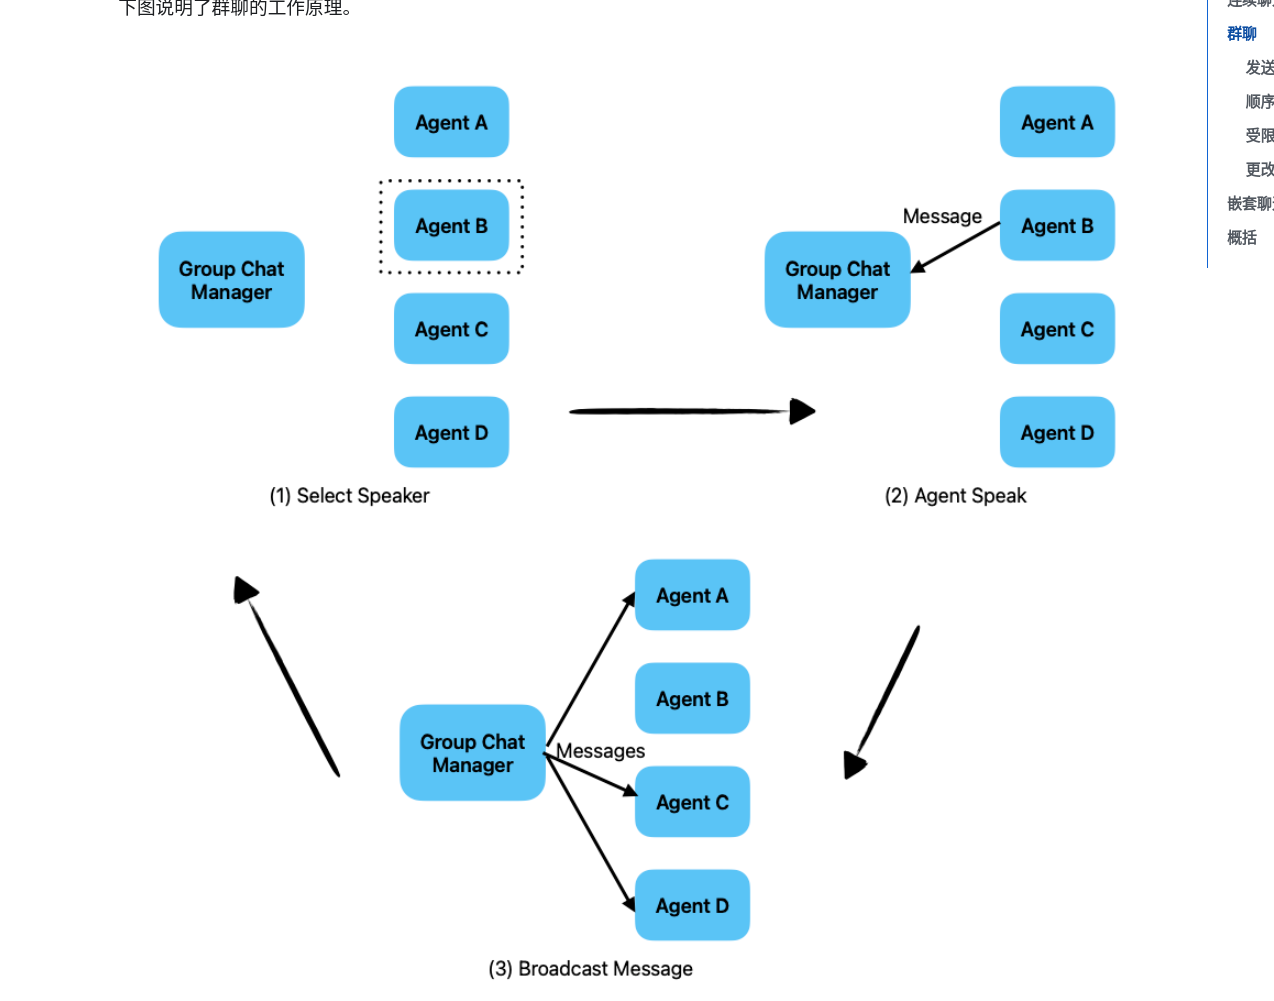 下图说明了群聊的工作原理。
Agent A
Agent B
Group Chat
Manager
Agent C
Agent D
(1) Select Speaker
Agent A
Message
Agent B
Group Chat
Manager
Agent C
Agent D
(2) Agent Speak
Agent A
Agent B
Group Chat
Manager
Messages
Agent C
Agent D
(3) Broadcast Message
群聊
发送
顺序
受限
更改
嵌套聊
概括